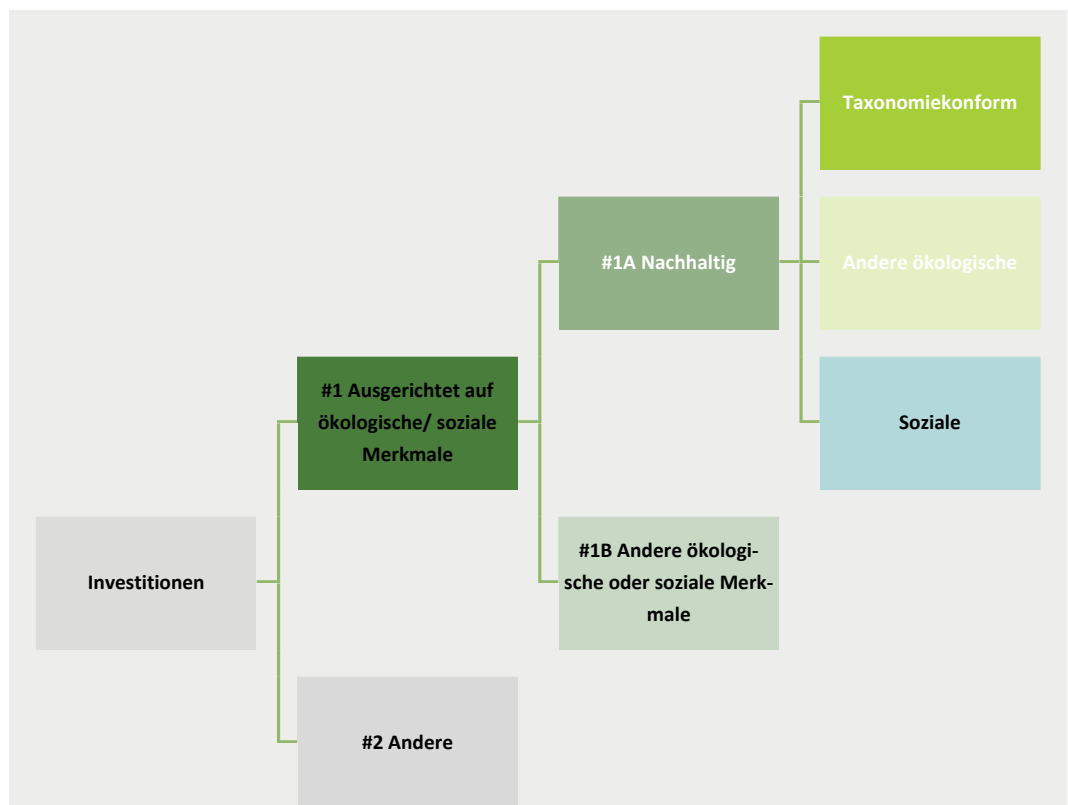 Taxonomiekonform
#1A Nachhaltig
Andere ökologische
#1 Ausgerichtet auf
ökologische/ soziale
Merkmale
Soziale
Investitionen
#1B Andere ökologi-
sche oder soziale Merk-
male
#2 Andere